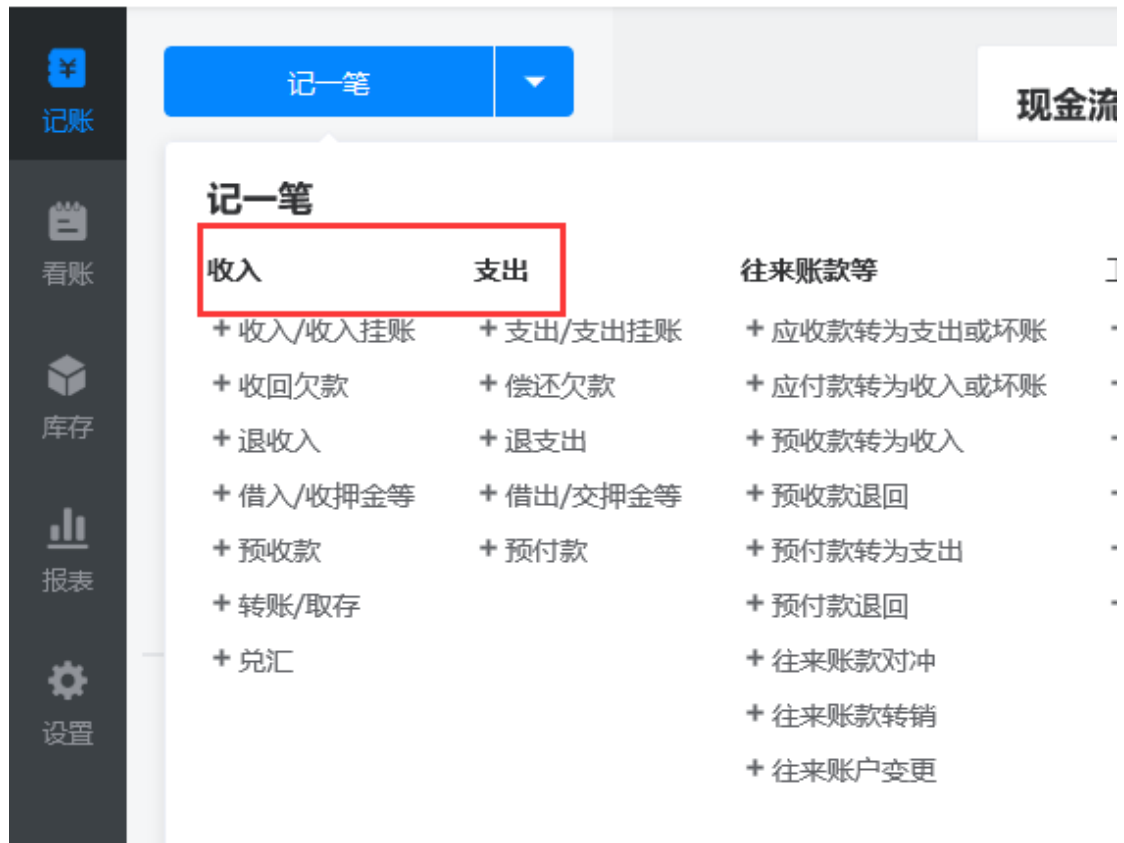 记一笔
现金流
记账
看账
库存
报表
设置
记一笔
收入 支出 往来账款等
+ 收入/收入挂账 + 支出/支出挂账 + 应收款转为支出或坏账
+ 收回欠款 + 偿还欠款 + 应付款转为收入或坏账
+ 退收入 + 退支出 + 预收款转为收入
+ 借入/收押金等 + 借出/交押金等 + 预收款退回
+ 预收款 + 预付款 + 预付款转为支出
+ 转账/取存 + 预付款退回
+ 兑汇 + 往来账款对冲
+ 往来账款转销
+ 往来账户变更